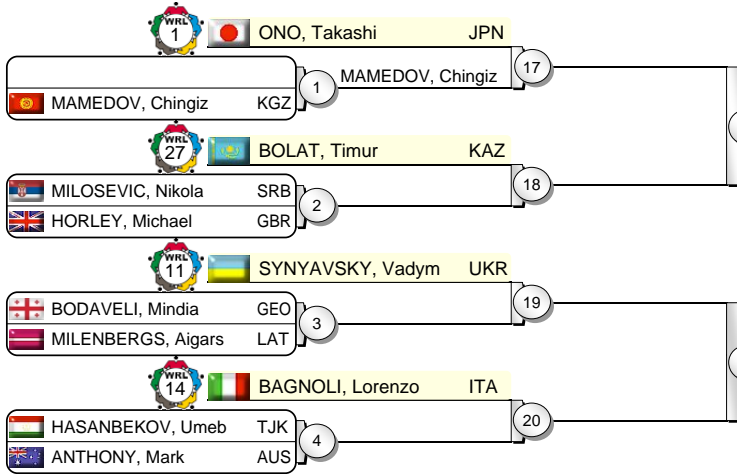 WRL
1
ONO, Takashi JPN
1
MAMEDOV, Chingiz
17
MAMEDOV, Chingiz KGZ
WRL
27
BOLAT, Timur KAZ
MILOSEVIC, Nikola SRB
2
18
HORLEY, Michael GBR
WRL
11
SYNYAVSKY, Vadym UKR
BODAVELI, Mindia GEO
3
19
MILENBERGS, Aigars LAT
WRL
14
BAGNOLI, Lorenzo ITA
HASANBEKOV, Umeb TJK
4
20
ANTHONY, Mark AUS